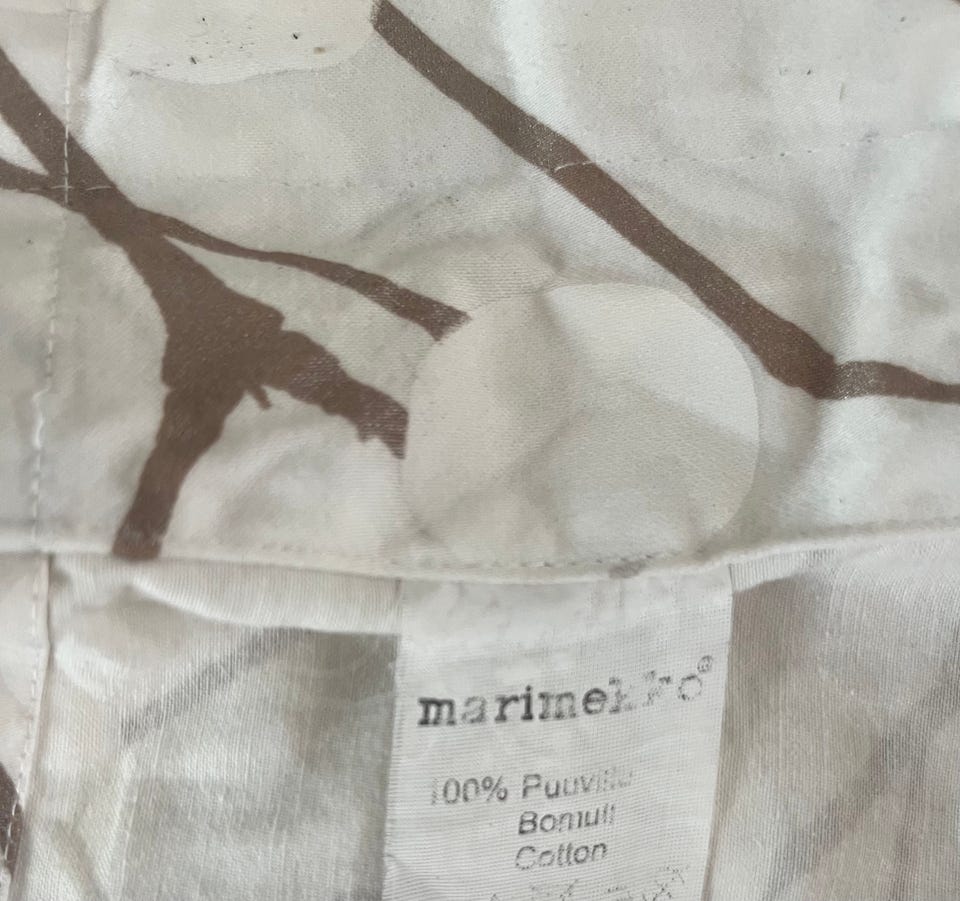 marimekko®
100% Puuvilla
Bomull
Cotton